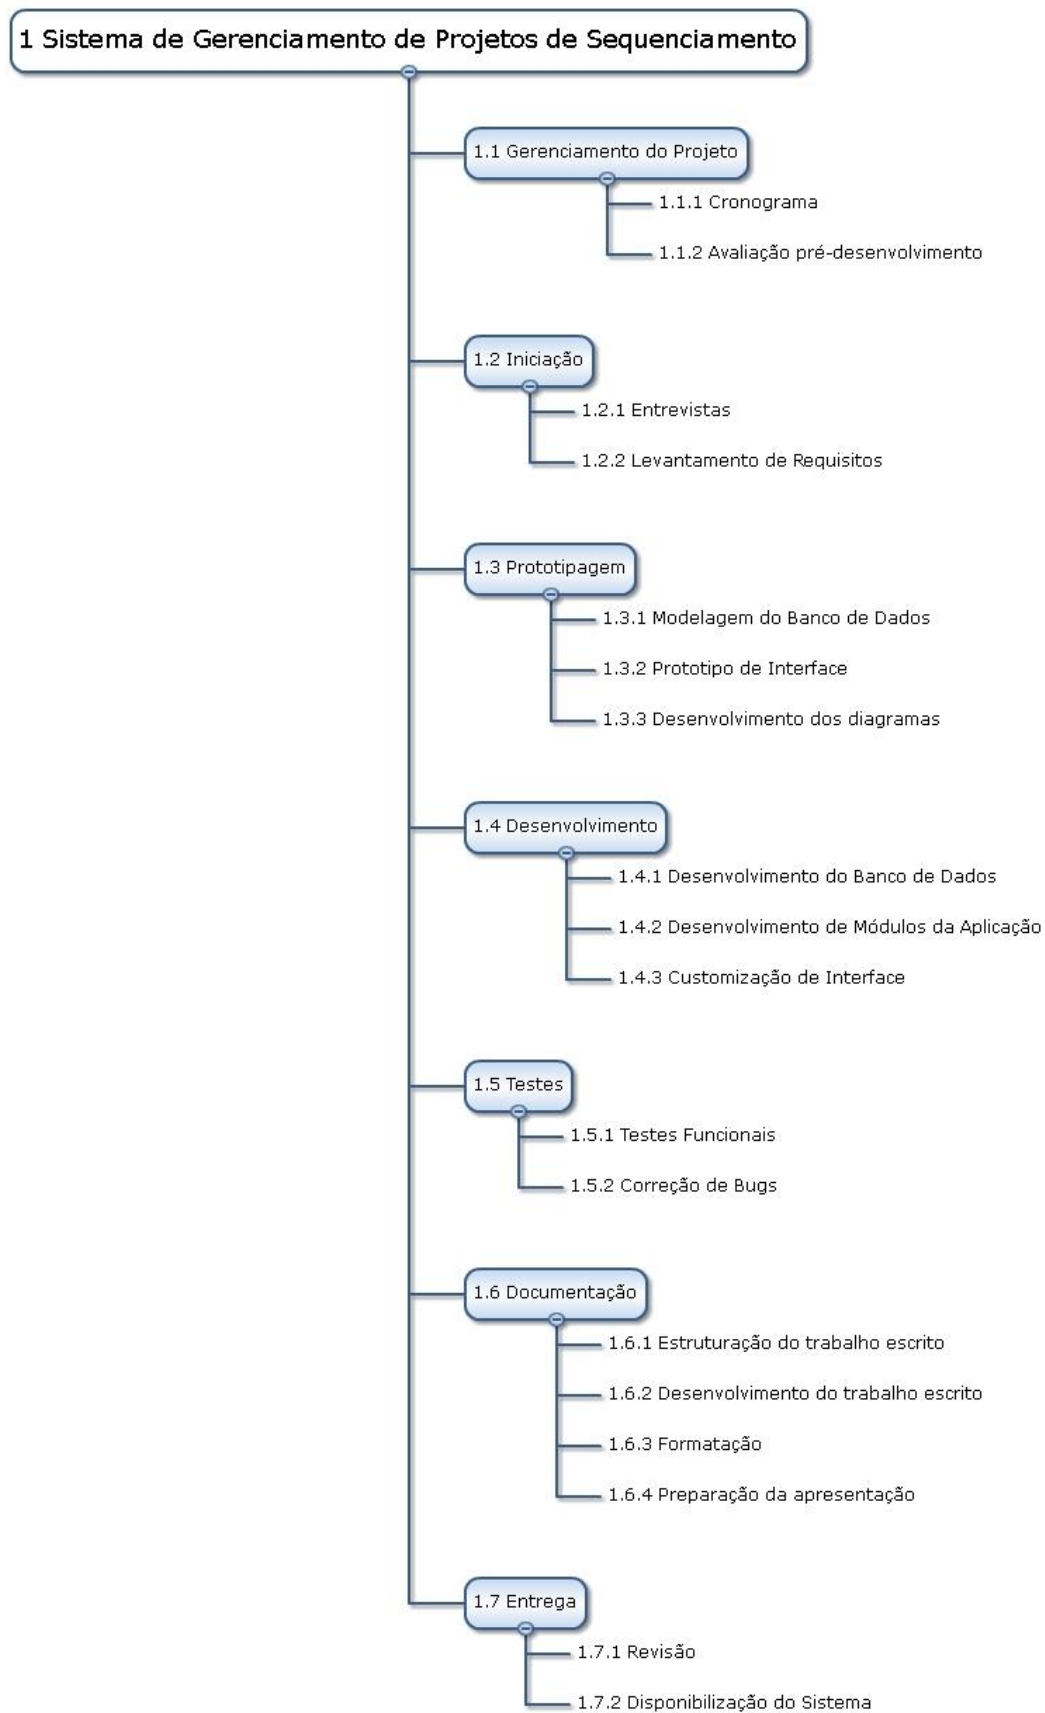 1 Sistema de Gerenciamento de Projetos de Sequenciamento
1.1 Gerenciamento do Projeto
1.1.1 Cronograma
1.1.2 Avaliação pré-desenvolvimento
1.2 Iniciação
1.2.1 Entrevistas
1.2.2 Levantamento de Requisitos
1.3 Prototipagem
1.3.1 Modelagem do Banco de Dados
1.3.2 Prototipo de Interface
1.3.3 Desenvolvimento dos diagramas
1.4 Desenvolvimento
1.4.1 Desenvolvimento do Banco de Dados
1.4.2 Desenvolvimento de Módulos da Aplicação
1.4.3 Customização de Interface
1.5 Testes
1.5.1 Testes Funcionais
1.5.2 Correção de Bugs
1.6 Documentação
1.6.1 Estruturação do trabalho escrito
1.6.2 Desenvolvimento do trabalho escrito
1.6.3 Formatação
1.6.4 Preparação da apresentação
1.7 Entrega
1.7.1 Revisão
1.7.2 Disponibilização do Sistema